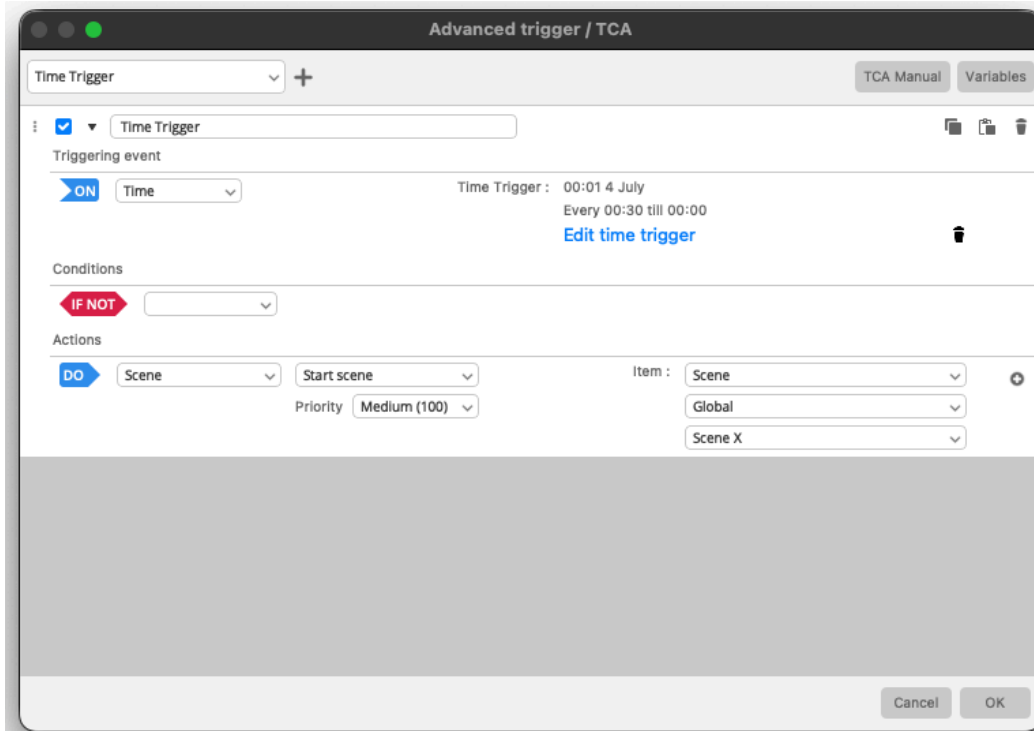 Advanced trigger / TCA
Time Trigger
TCA Manual
Variables
Time Trigger
Triggering event
ON
Time
Time Trigger : 00:01 4 July
Every 00:30 till 00:00
Edit time trigger
Conditions
IF NOT
Actions
DO
Scene
Start scene
Item :
Scene
Priority
Medium (100)
Global
Scene X
Cancel
OK